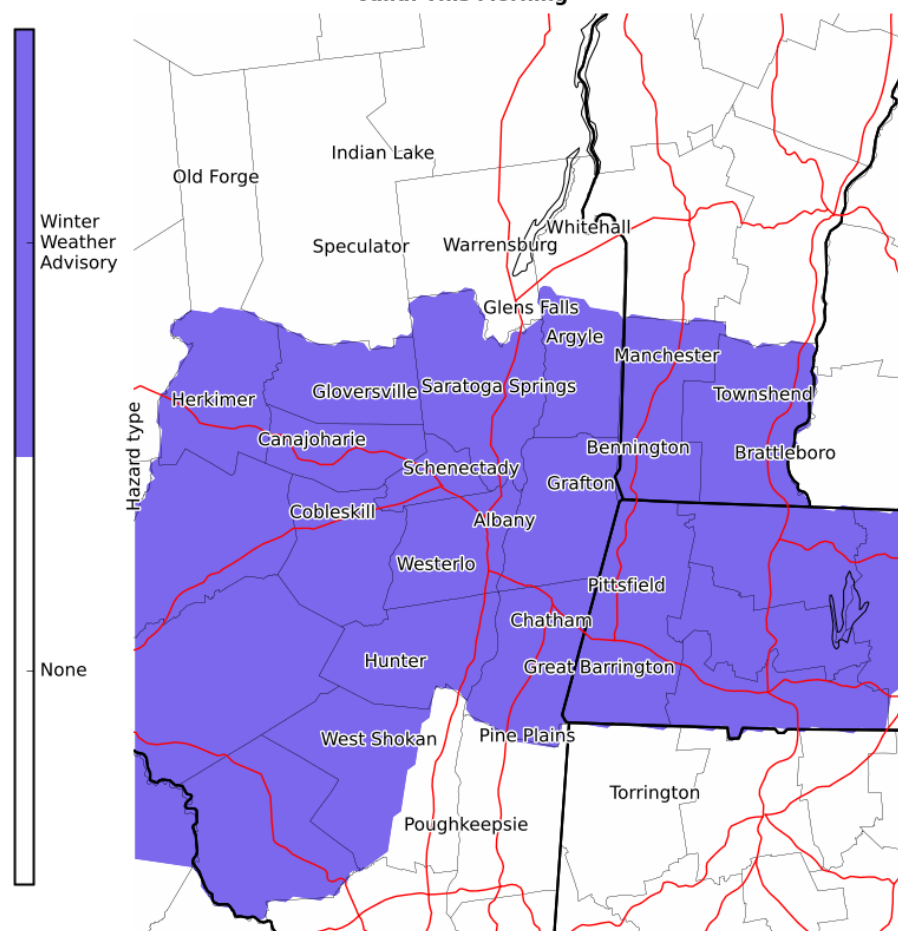 This Morning
Winter
Weather
Advisory
Hazard type
None
Indian Lake
Old Forge
Whitehall
Speculator
Warrensburg
Glens Falls
Argyle
Manchester
Gloversville
Saratoga Springs
Townshend
Herkimer
Canajoharie
Bennington
Brattleboro
Schenectady
Grafton
Cobleskill
Albany
Westerlo
Pittsfield
Chatham
Hunter
Great Barrington
West Shokan
Pine Plains
Torrington
Poughkeepsie